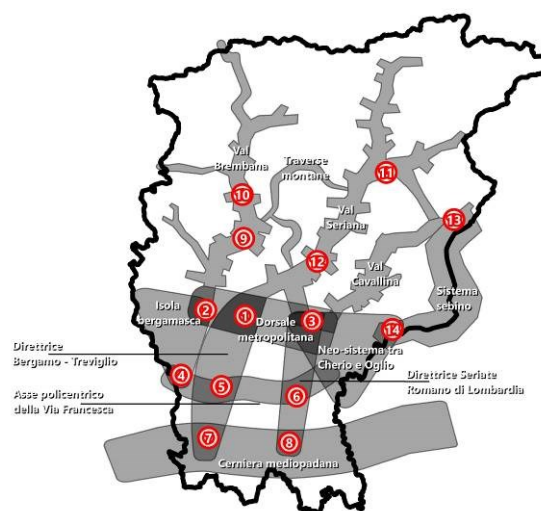 Val
Brembana
Traverse
montane
11
10
13
Val
Seriana
9
12
Val
Cavallina
Sistema
sebino
Isola
bergamasca
2
1
Dorsale
metropolitana
3
14
Direttrice
Bergamo - Treviglio
Neo-sistema tra
Cherio e Oglio
4
5
6
Direttrice Seriate
Romano di Lombardia
Asse policentrico
della Via Francesca
7
8
Cerniera mediopadana